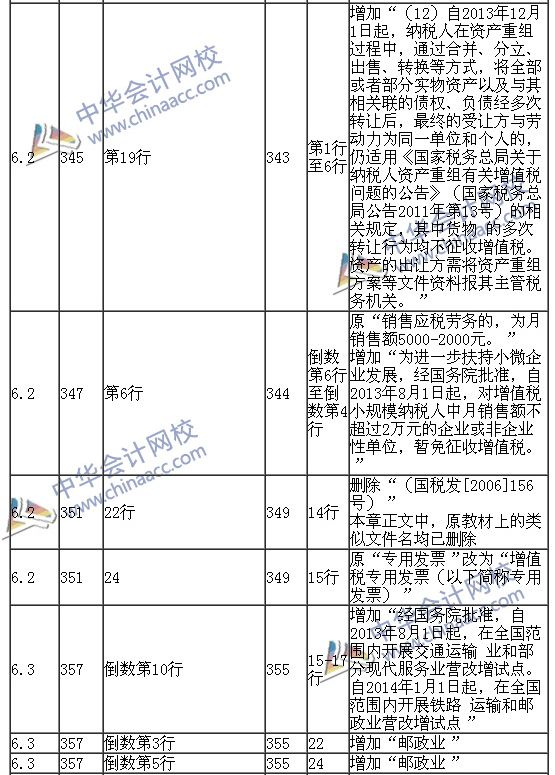 增加“（12）自2013年12月
1日起，纳税人在资产重组
过程中，通过合并、分立、
出售、转换等方式，将全部
或者部分实物资产以及与其
相关联的债权、负债经多次
转让后，最终的受让方与劳
动力为同一单位和个人的，
仍适用《国家税务总局关于
纳税人资产重组有关增值税
问题的公告》（国家税务总
局公告2011年第13号）的
相关规定，其中货物 的多次
转让行为均不征收增值税。
资产的出让方需将资产重组
方案等文件资料报其主管税
务机关。”
6.2 345 第19行 343 第1行
至6行
原“销售应税劳务的，为月
销售额5000-2000元。”
增加“为进一步扶持小微企
业发展，经国务院批准，自
2013年8月1日起，对增值税
小规模纳税人中月销售额不
超过2万元的企业或非企业
性单位，暂免征收增值税。
”
6.2 347 第6行 344 倒数
第6行
至倒
数第4
行
删除“（国税发[2006]156
号）”
本章正文中，原教材上的类
似文件名均已删除
6.2 351 22行 349 14行
原“专用发票 ”改为“增值
税专用发票（以下简称专用
发票）”
6.2 351 24 349 15行
增加“经国务院批准，自
2013年8月1日起，在全国范
围内开展交通运输 业和部
分现代服务业营改增试点。
自2014年1月1日起，在全国
范围内开展铁路 运输和邮
政业营改增试点 ”
6.3 357 倒数第10行 355 15-17
行
6.3 357 倒数第3行 355 22 增加“邮政业 ”
6.3 357 倒数第5行 355 24 增加“邮政业 ”
中华会计网校
www.chinaacc.com
中华会计网校
www.chinaacc.com
中华会计网校
www.chinaacc.com
中华会计网校
www.chinaacc.com